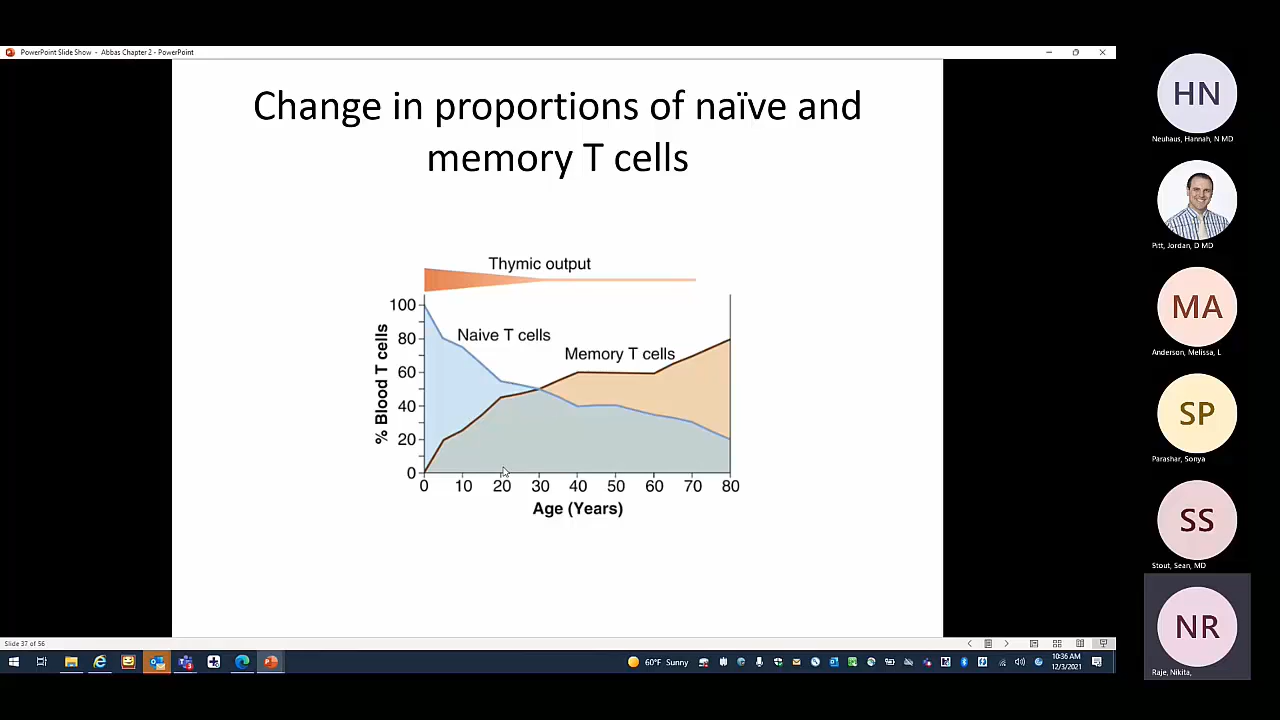 PowerPoint Slide Show - Abbas Chapter 2 - PowerPoint
Change in proportions of naïve and
memory T cells
Thymic output
100
80
60
40
20
0
% Blood T cells
Naive T cells
Memory T cells
0 10 20 30 40 50 60 70 80
Age (Years)
Slide 37 of 56
60°F Sunny
10:36 AM
12/3/2021
HN
Neuhaus, Hannah, N MD
Pitt, Jordan, D MD
MA
Anderson, Melissa, L
SP
Parashar, Sonya
SS
Stout, Sean, MD
NR
Raje, Nikita,